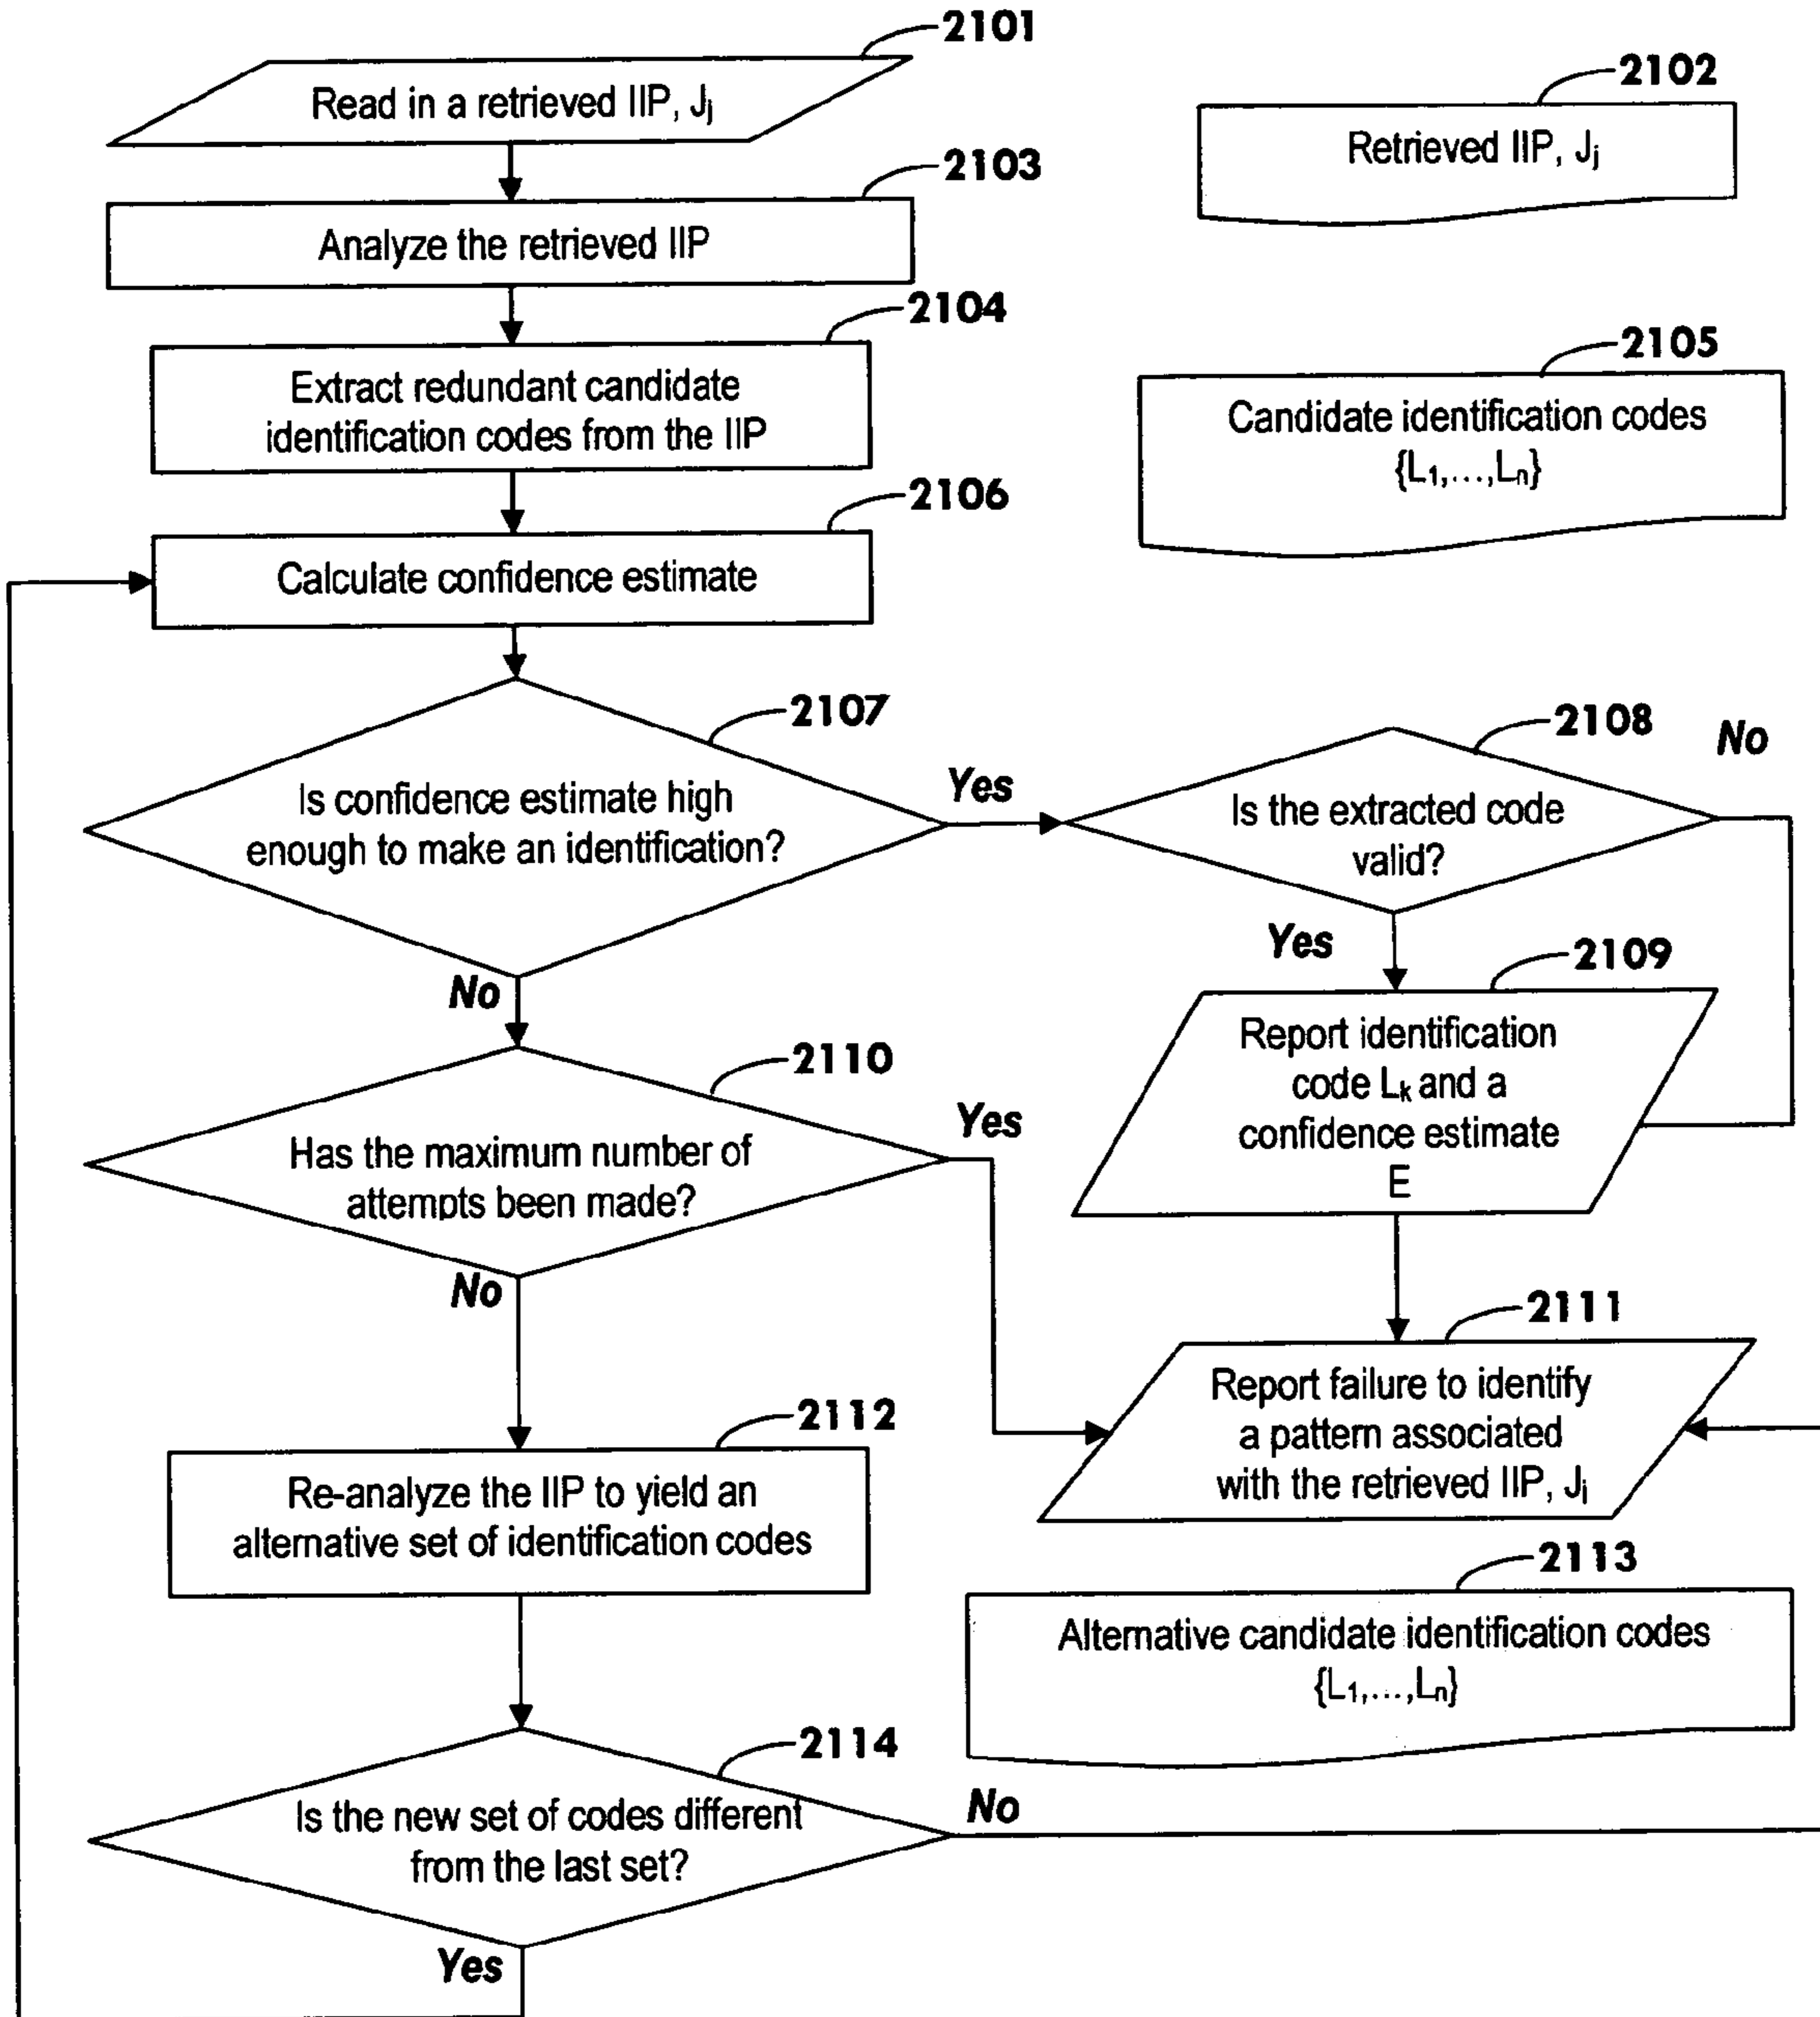 2101
Read in a retrieved IIP, Jj
2102
Retrieved IIP, Jj
2103
Analyze the retrieved IIP
2104
Extract redundant candidate
identification codes from the IIP
2105
Candidate identification codes
{L1,...,Ln}
2106
Calculate confidence estimate
2107
Is confidence estimate high
enough to make an identification?
Yes
No
2108
Is the extracted code
valid?
No
Yes
2109
Report identification
code Lk and a
confidence estimate
E
2110
Has the maximum number of
attempts been made?
Yes
No
2111
Report failure to identify
a pattern associated
with the retrieved IIP, Jj
2112
Re-analyze the IIP to yield an
alternative set of identification codes
2113
Alternative candidate identification codes
{L1,...,Ln}
2114
Is the new set of codes different
from the last set?
No
Yes